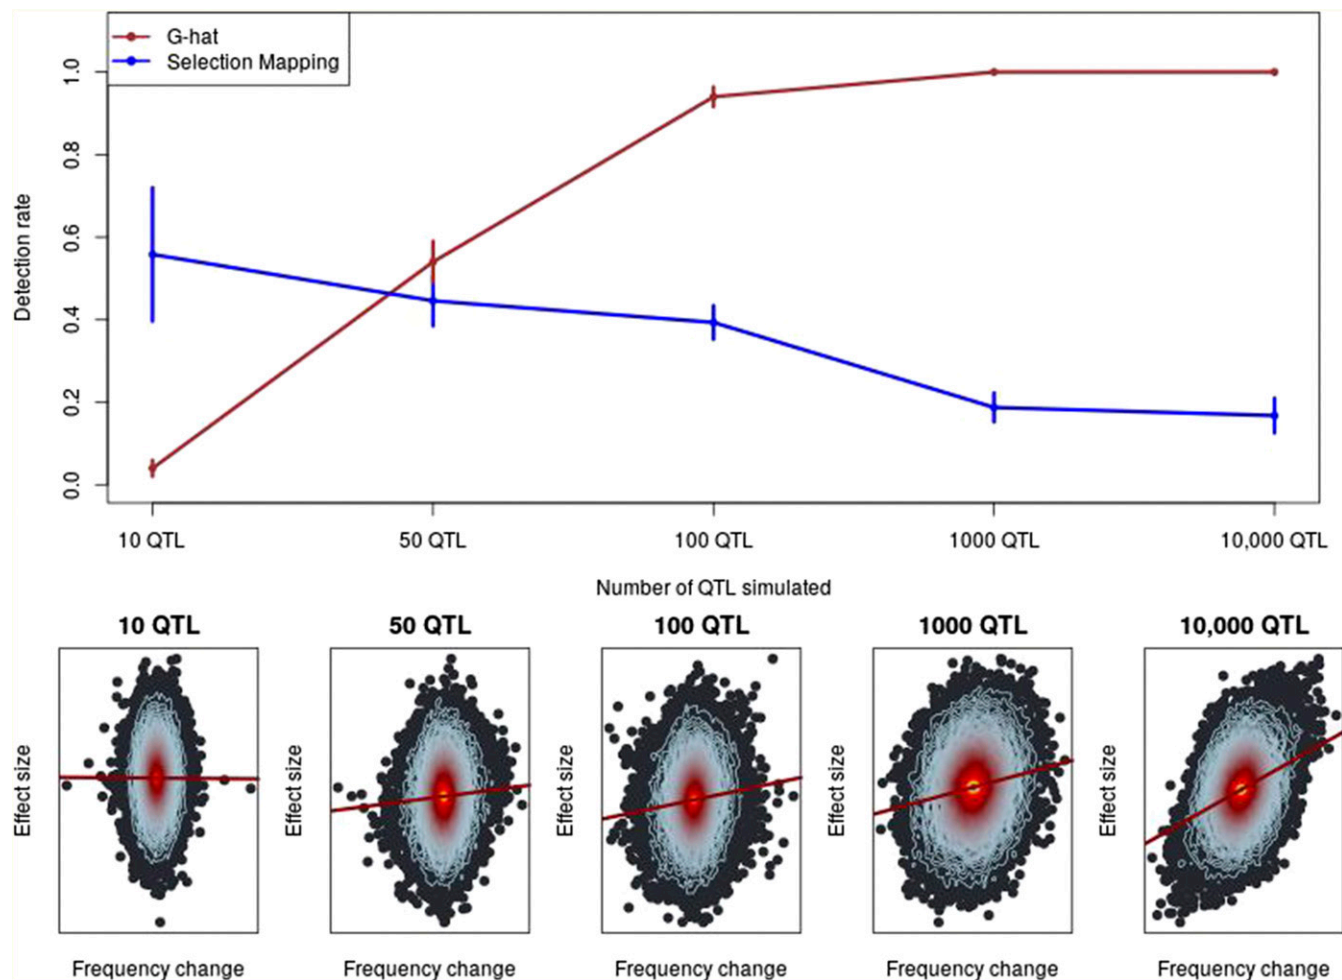 G-hat
Selection Mapping
Detection rate
1.0
0.8
0.6
0.4
0.2
0.0
10 QTL 50 QTL 100 QTL 1000 QTL 10,000 QTL
Number of QTL simulated
10 QTL 50 QTL 100 QTL 1000 QTL 10,000 QTL
Effect size Effect size Effect size Effect size Effect size
Frequency change Frequency change Frequency change Frequency change Frequency change